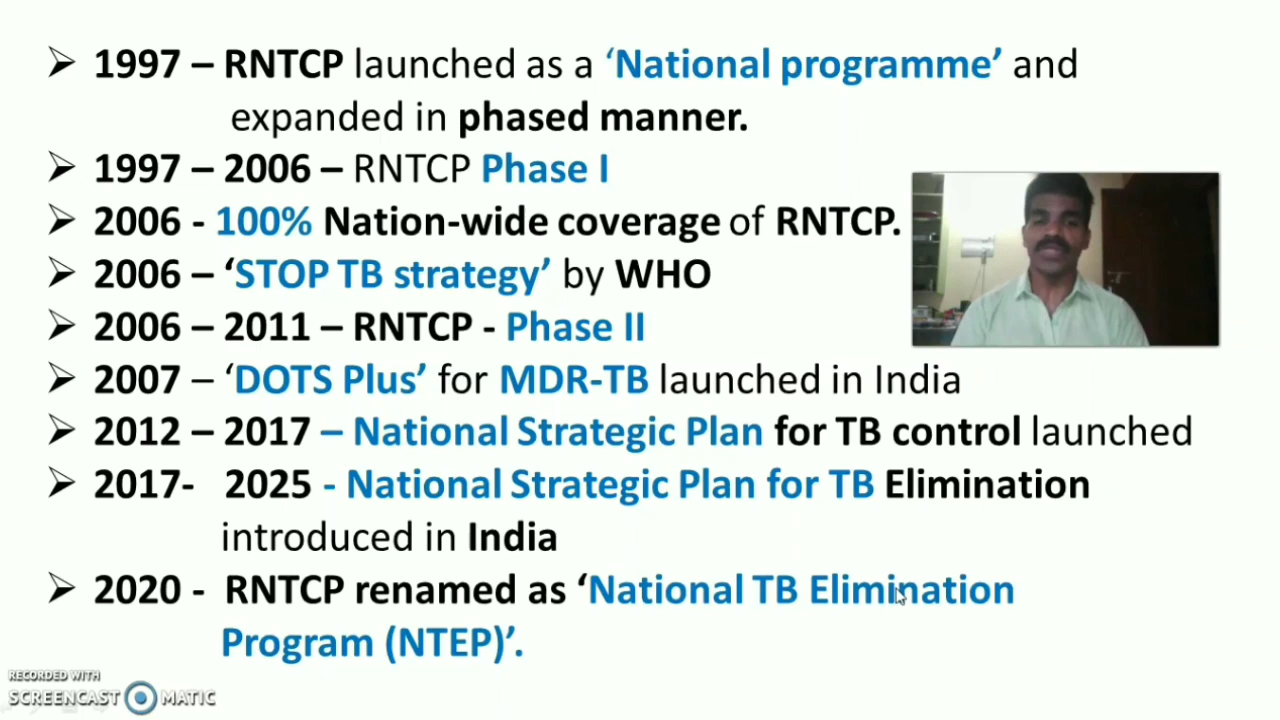 ➢ 1997 – RNTCP launched as a ‘National programme’ and
expanded in phased manner.
➢ 1997 – 2006 – RNTCP Phase I
➢ 2006 - 100% Nation-wide coverage of RNTCP.
➢ 2006 – ‘STOP TB strategy’ by WHO
➢ 2006 – 2011 – RNTCP - Phase II
➢ 2007 – ‘DOTS Plus’ for MDR-TB launched in India
➢ 2012 – 2017 – National Strategic Plan for TB control launched
➢ 2017- 2025 - National Strategic Plan for TB Elimination
introduced in India
➢ 2020 - RNTCP renamed as ‘National TB Elimination
Program (NTEP)’.
RECORDED WITH
SCREENCAST MATIC